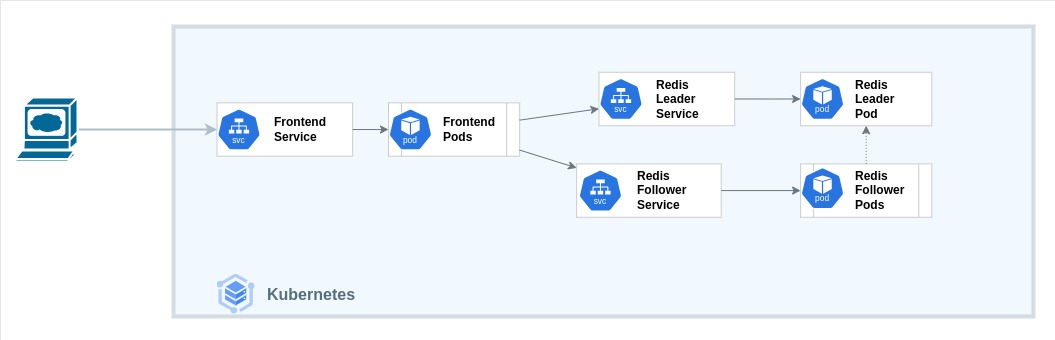 Frontend
Service
svc
Frontend
Pods
pod
Redis
Leader
Service
svc
Redis
Leader
Pod
pod
Redis
Follower
Service
svc
Redis
Follower
Pods
pod
Kubernetes